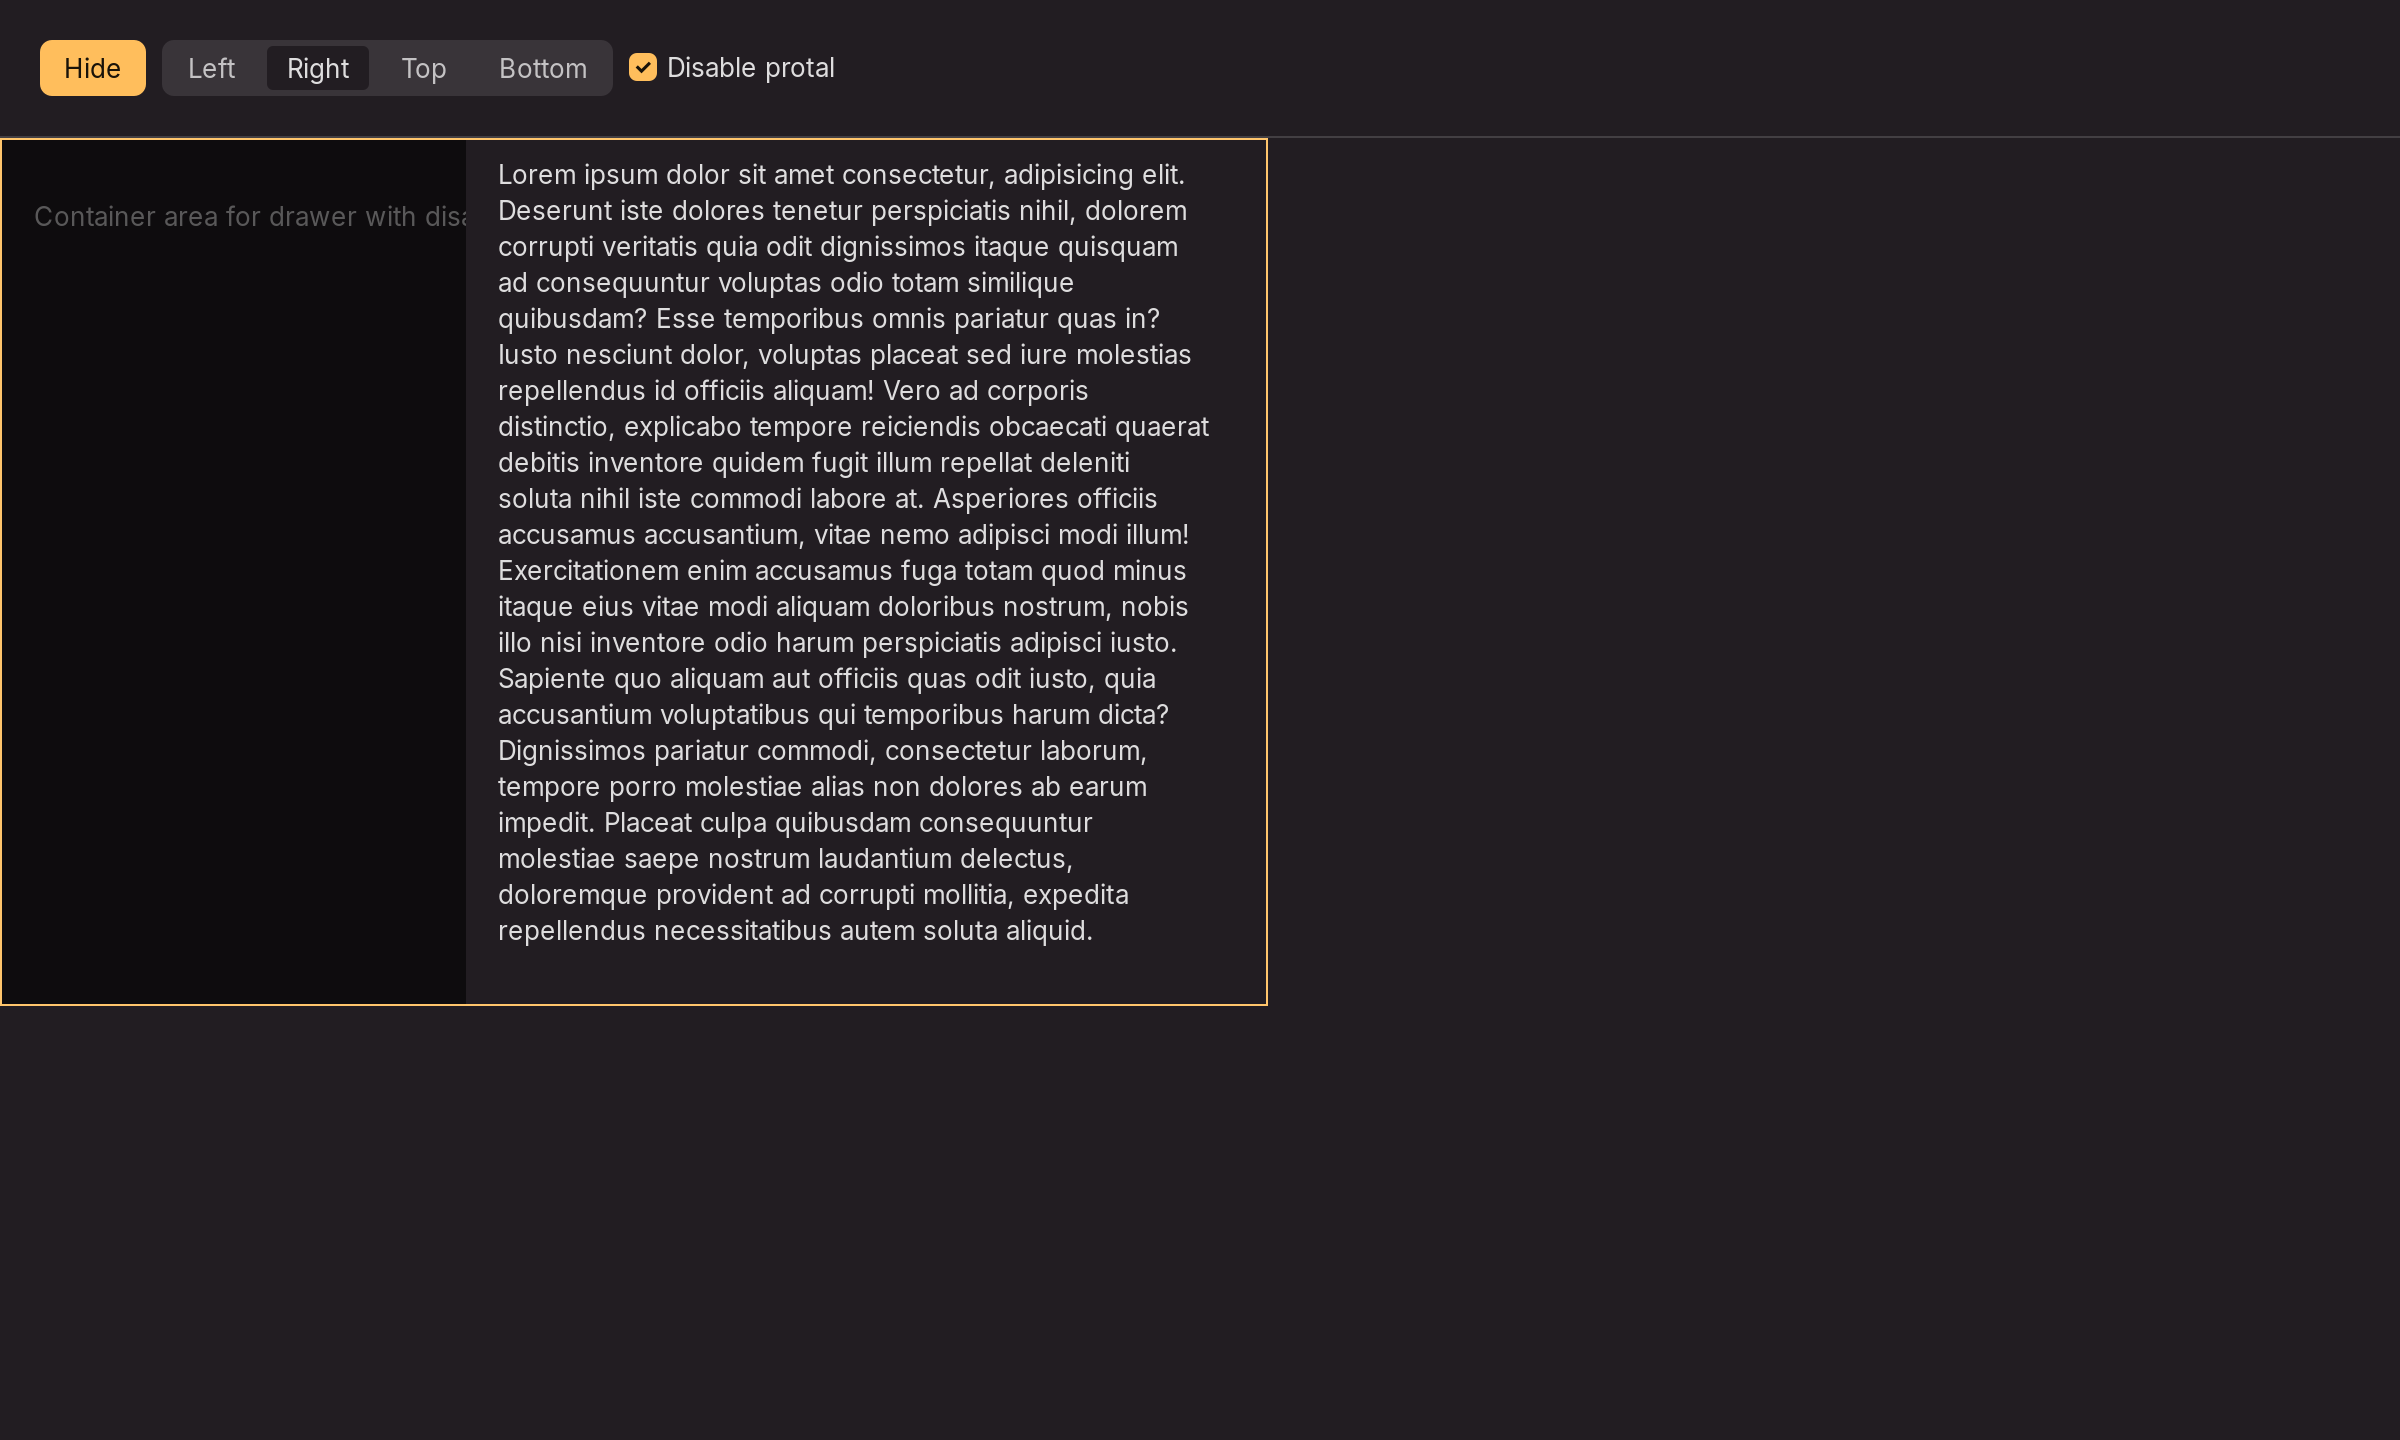 Hide Left Right Top Bottom Disable protal
Container area for drawer with disa
Lorem ipsum dolor sit amet consectetur, adipisicing elit.
Deserunt iste dolores tenetur perspiciatis nihil, dolorem
corrupti veritatis quia odit dignissimos itaque quisquam
ad consequuntur voluptas odio totam similique
quibusdam? Esse temporibus omnis pariatur quas in?
Iusto nesciunt dolor, voluptas placeat sed iure molestias
repellendus id officiis aliquam! Vero ad corporis
distinctio, explicabo tempore reiciendis obcaecati quaerat
debitis inventore quidem fugit illum repellat deleniti
soluta nihil iste commodi labore at. Asperiores officiis
accusamus accusantium, vitae nemo adipisci modi illum!
Exercitationem enim accusamus fuga totam quod minus
itaque eius vitae modi aliquam doloribus nostrum, nobis
illo nisi inventore odio harum perspiciatis adipisci iusto.
Sapiente quo aliquam aut officiis quas odit iusto, quia
accusantium voluptatibus qui temporibus harum dicta?
Dignissimos pariatur commodi, consectetur laborum,
tempore porro molestiae alias non dolores ab earum
impedit. Placeat culpa quibusdam consequuntur
molestiae saepe nostrum laudantium delectus,
doloremque provident ad corrupti mollitia, expedita
repellendus necessitatibus autem soluta aliquid.